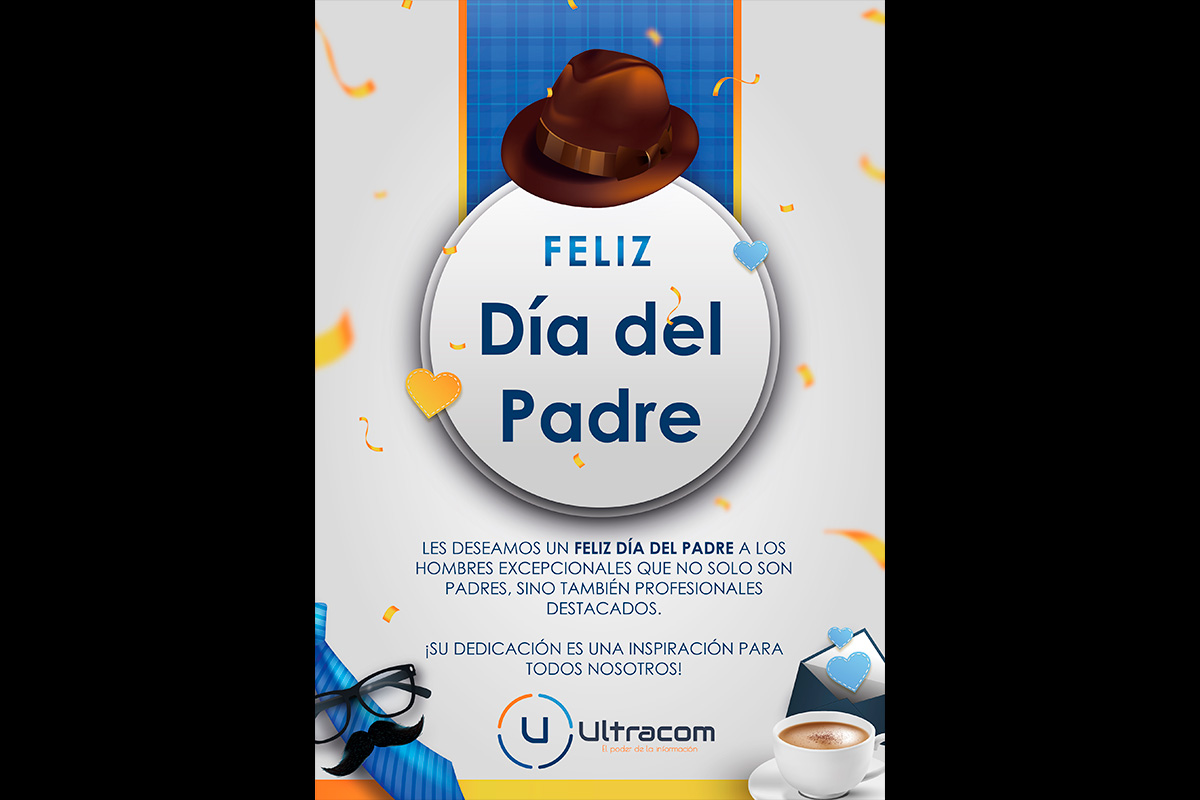 FELIZ
Día del
Padre
LES DESEAMOS UN FELIZ DÍA DEL PADRE A LOS
HOMBRES EXCEPCIONALES QUE NO SOLO SON
PADRES, SINO TAMBIÉN PROFESIONALES
DESTACADOS.
¡SU DEDICACIÓN ES UNA INSPIRACIÓN PARA
TODOS NOSOTROS!
U Ultracom
El poder de la información